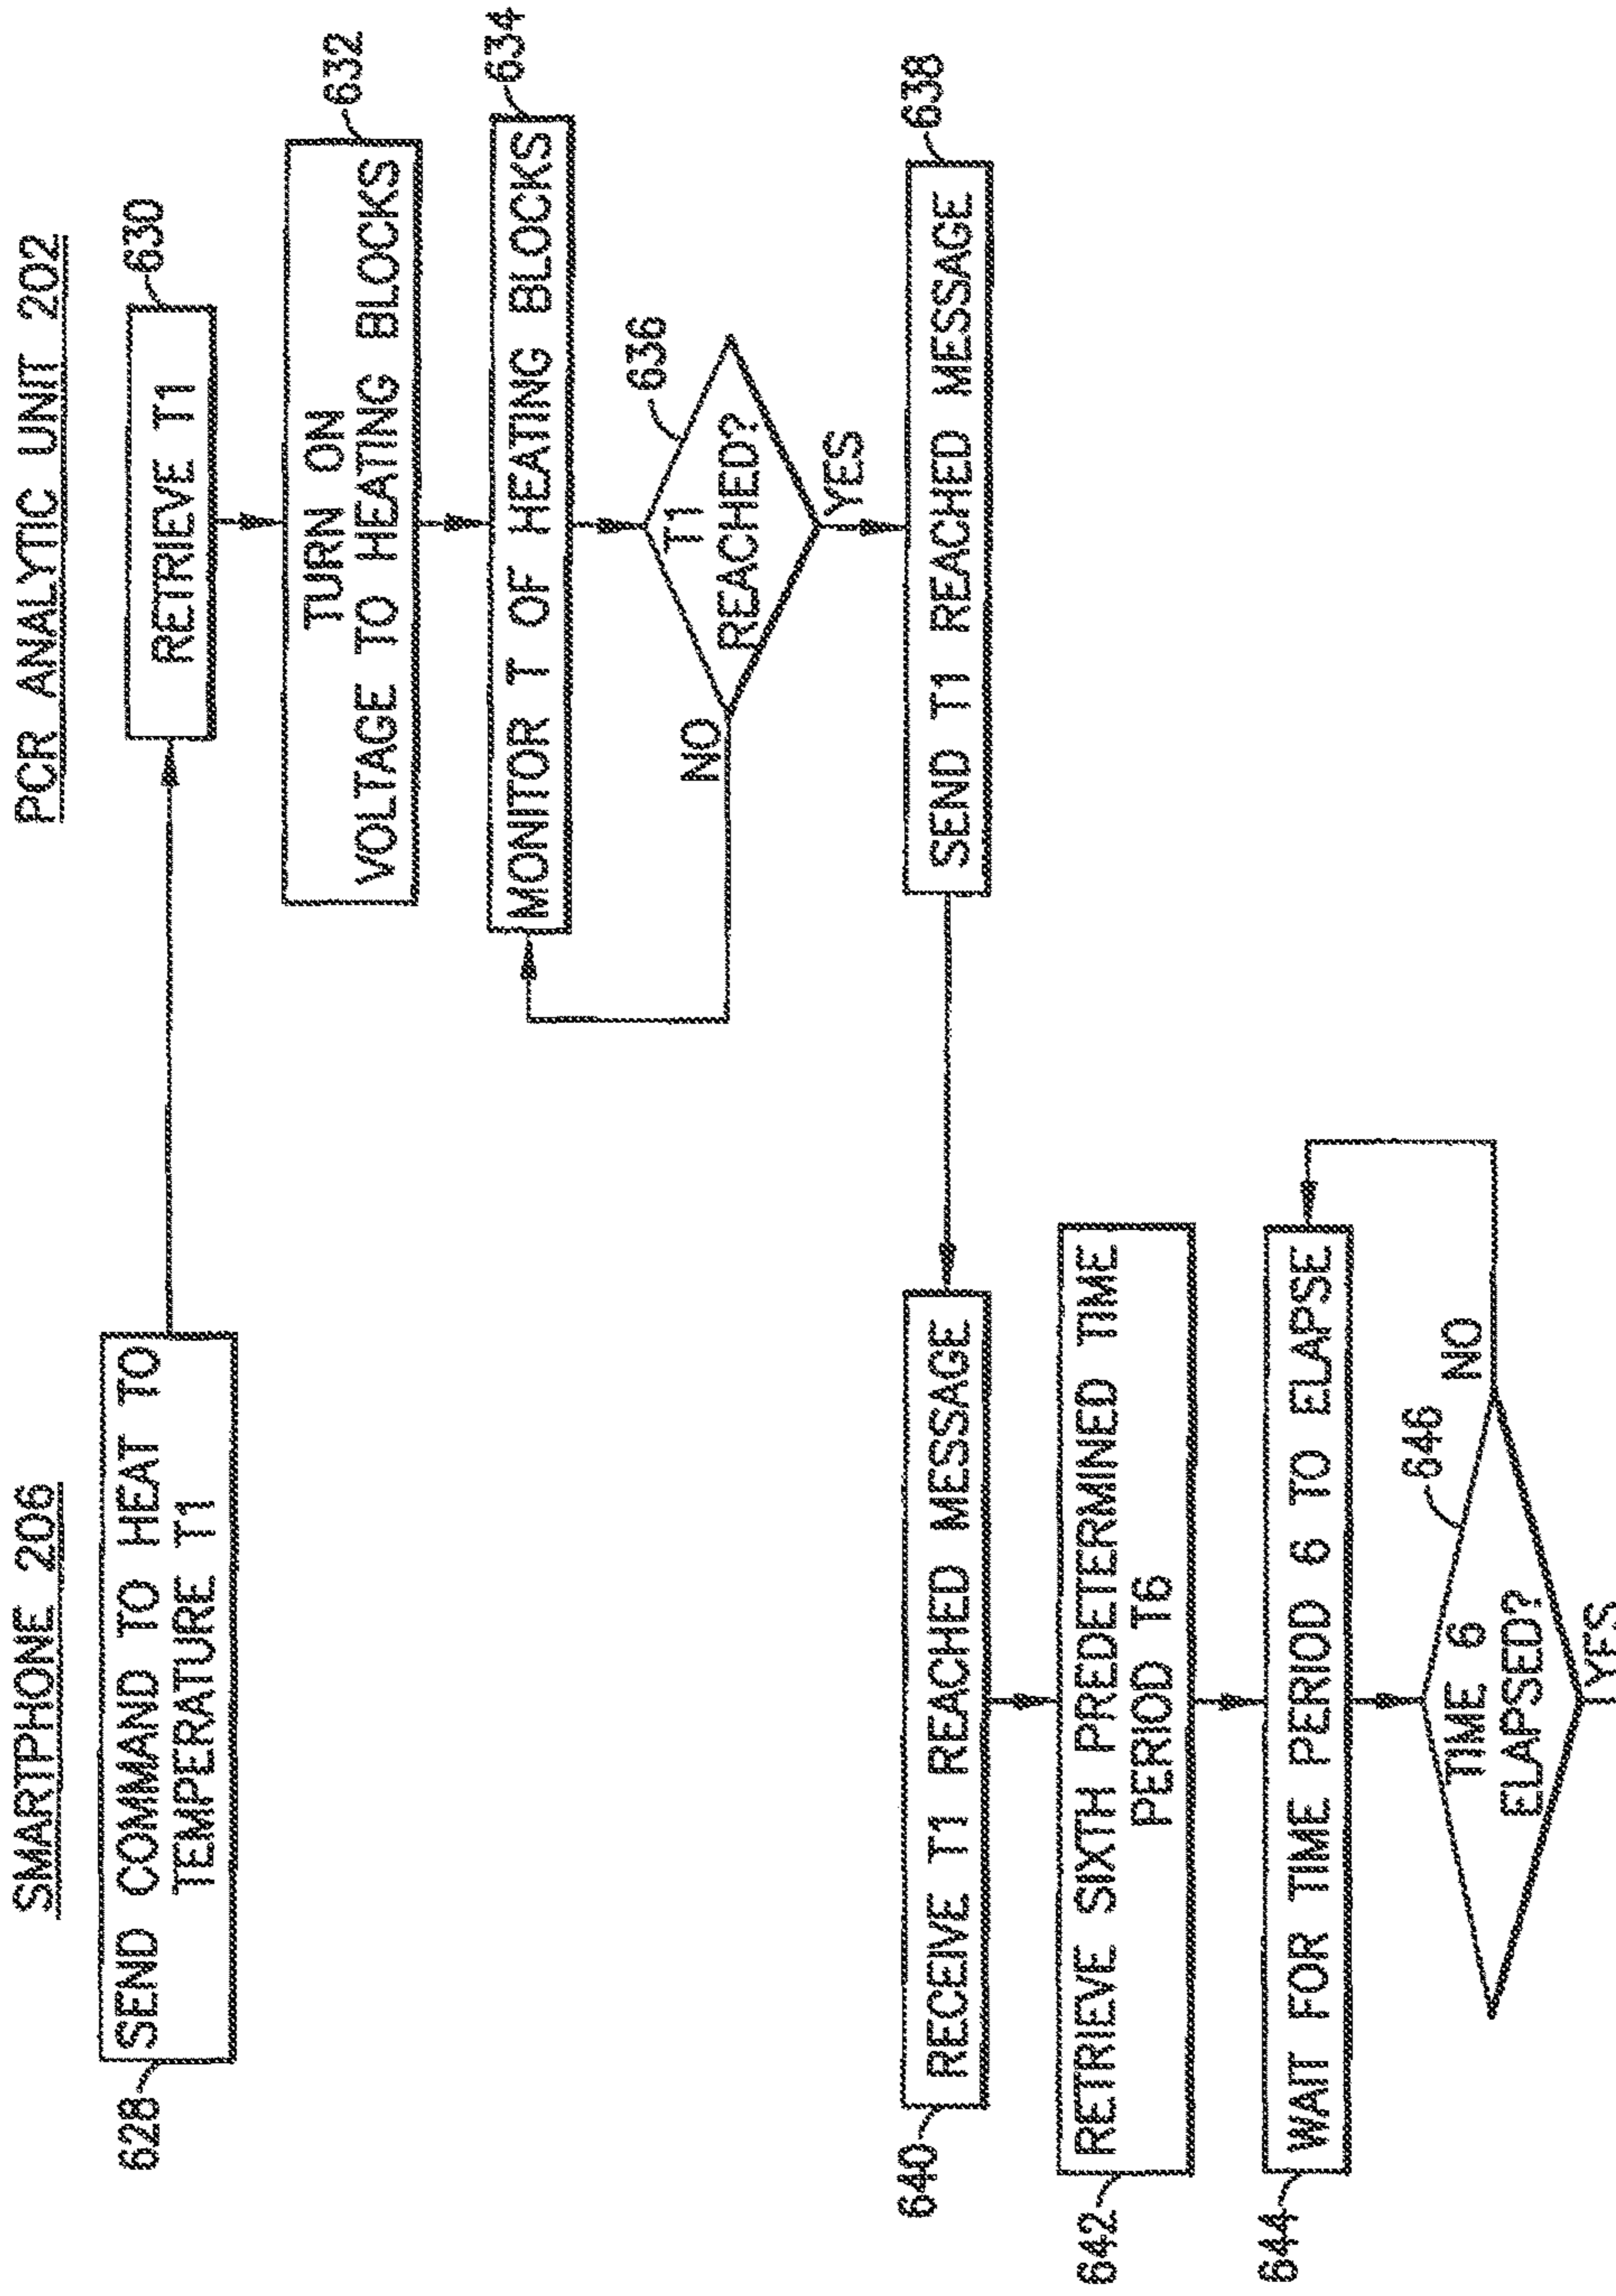 SMARTPHONE 206
PCR ANALYTIC UNIT 202
628
SEND COMMAND TO HEAT TO
TEMPERATURE T1
630
RETRIEVE T1
632
TURN ON
VOLTAGE TO HEATING BLOCKS
634
MONITOR T OF HEATING BLOCKS
636
T1
REACHED?
NO
YES
638
SEND T1 REACHED MESSAGE
640
RECEIVE T1 REACHED MESSAGE
642
RETRIEVE SIXTH PREDETERMINED TIME
PERIOD T6
644
WAIT FOR TIME PERIOD 6 TO ELAPSE
646
TIME 6
ELAPSED?
NO
YES